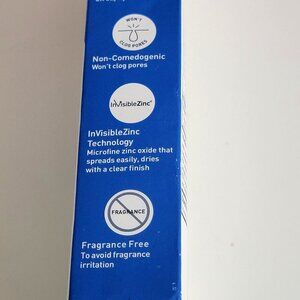 WON'T
CLOG PORES
Non-Comedogenic
Won't clog pores
InVisibleZinc
InVisibleZinc
Technology
Microfine zinc oxide that
spreads easily, dries
with a clear finish
FRAGRANCE
Fragrance Free
To avoid fragrance
irritation